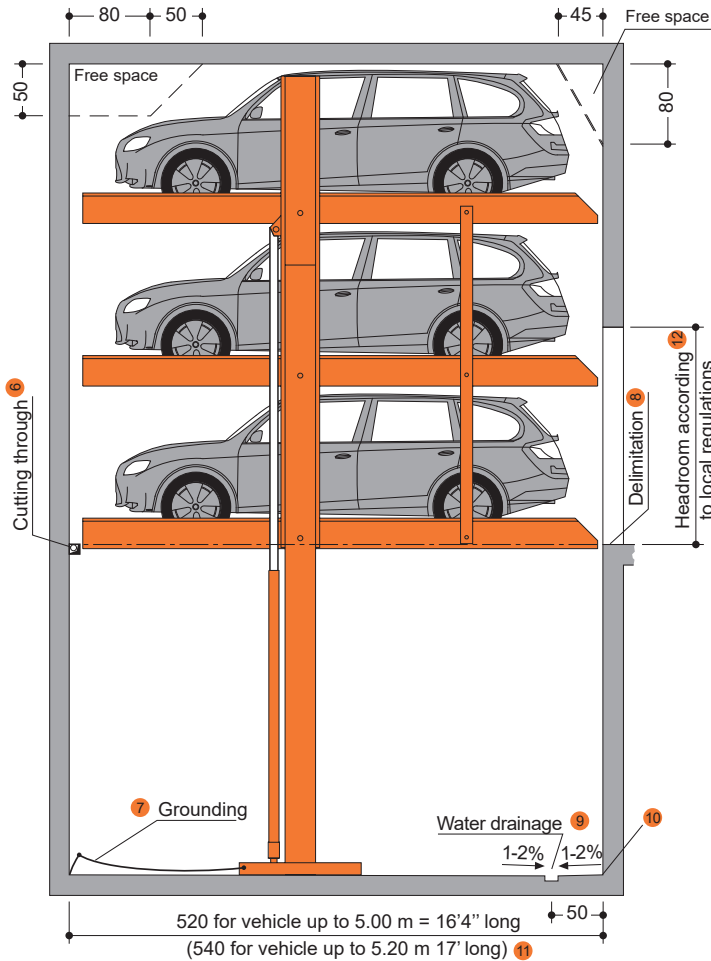 80 50 45
Free space
Free space
50
80
6
Cutting through
Delimitation 8
12
Headroom according
to local regulations
7 Grounding
Water drainage 9
10
1-2% 1-2%
50
520 for vehicle up to 5.00 m = 16'4'' long
(540 for vehicle up to 5.20 m 17' long) 11